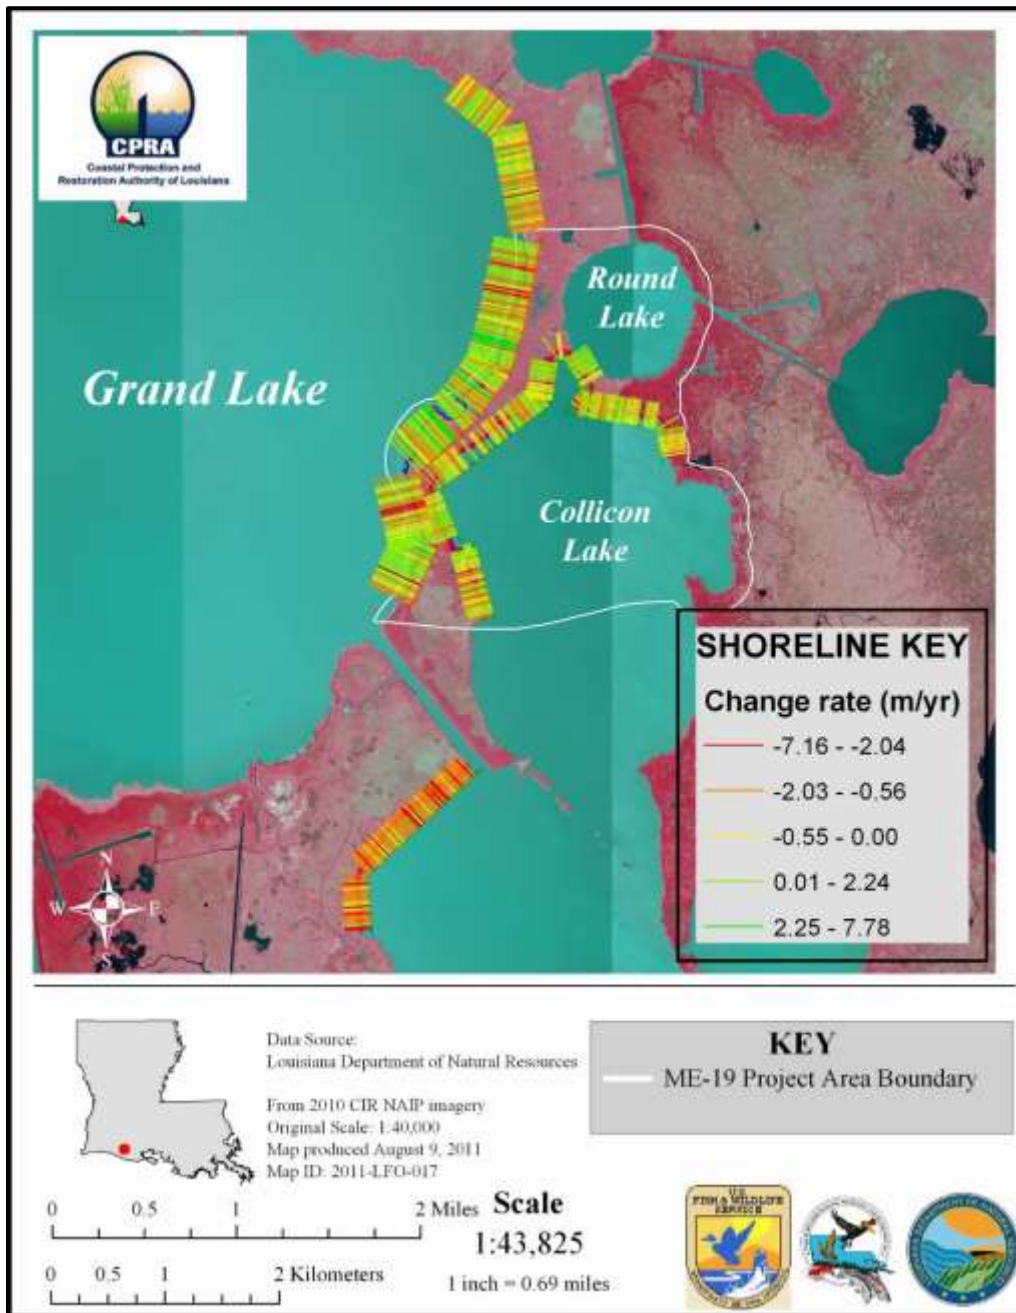 CPRA
Coastal Protection and
Restoration Authority of Louisiana
Round
Lake
Grand Lake
Collicon
Lake
SHORELINE KEY
Change rate (m/yr)
-7.16 - -2.04
-2.03 - -0.56
-0.55 - 0.00
0.01 - 2.24
2.25 - 7.78
N
W
E
S
Data Source:
Louisiana Department of Natural Resources
From 2010 CIR NAIP imagery
Original Scale: 1:40,000
Map produced August 9, 2011
Map ID: 2011-LFO-017
KEY
ME-19 Project Area Boundary
0 0.5 1 2 Miles
Scale
1:43,825
0 0.5 1 2 Kilometers
1 inch = 0.69 miles
U.S.
FISH & WILDLIFE
SERVICE